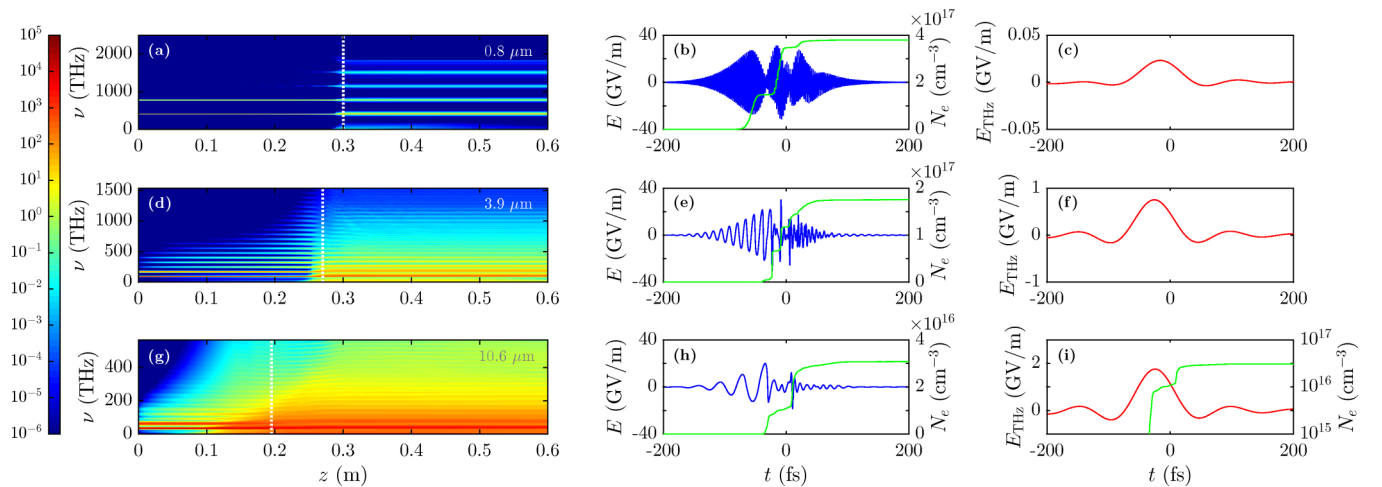 10^5
10^4
10^3
10^2
10^1
10^0
10^−1
10^−2
10^−3
10^−4
10^−5
10^−6
ν (THz)
2000
1000
0
(a)
0.8 μm
0 0.1 0.2 0.3 0.4 0.5 0.6
E (GV/m)
40
0
-40
(b)
×10^17
4
2
0
N_e (cm^−3)
-200 0 200
E_THz (GV/m)
0.05
0
-0.05
(c)
-200 0 200
ν (THz)
1500
1000
500
0
(d)
3.9 μm
0 0.1 0.2 0.3 0.4 0.5 0.6
E (GV/m)
40
0
-40
(e)
×10^17
2
1
0
N_e (cm^−3)
-200 0 200
E_THz (GV/m)
1
0
-1
(f)
-200 0 200
ν (THz)
400
200
0
(g)
10.6 μm
0 0.1 0.2 0.3 0.4 0.5 0.6
z (m)
E (GV/m)
40
0
-40
(h)
×10^16
4
2
0
N_e (cm^−3)
-200 0 200
t (fs)
E_THz (GV/m)
2
0
(i)
10^17
10^16
10^15
N_e (cm^−3)
-200 0 200
t (fs)